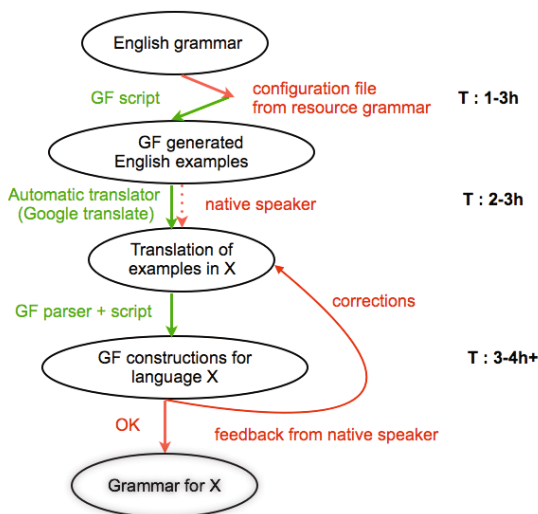 English grammar
GF script
configuration file
from resource grammar
T : 1-3h
GF generated
English examples
Automatic translator
(Google translate)
native speaker
T : 2-3h
Translation of
examples in X
corrections
GF parser + script
GF constructions for
language X
T : 3-4h+
OK
feedback from native speaker
Grammar for X